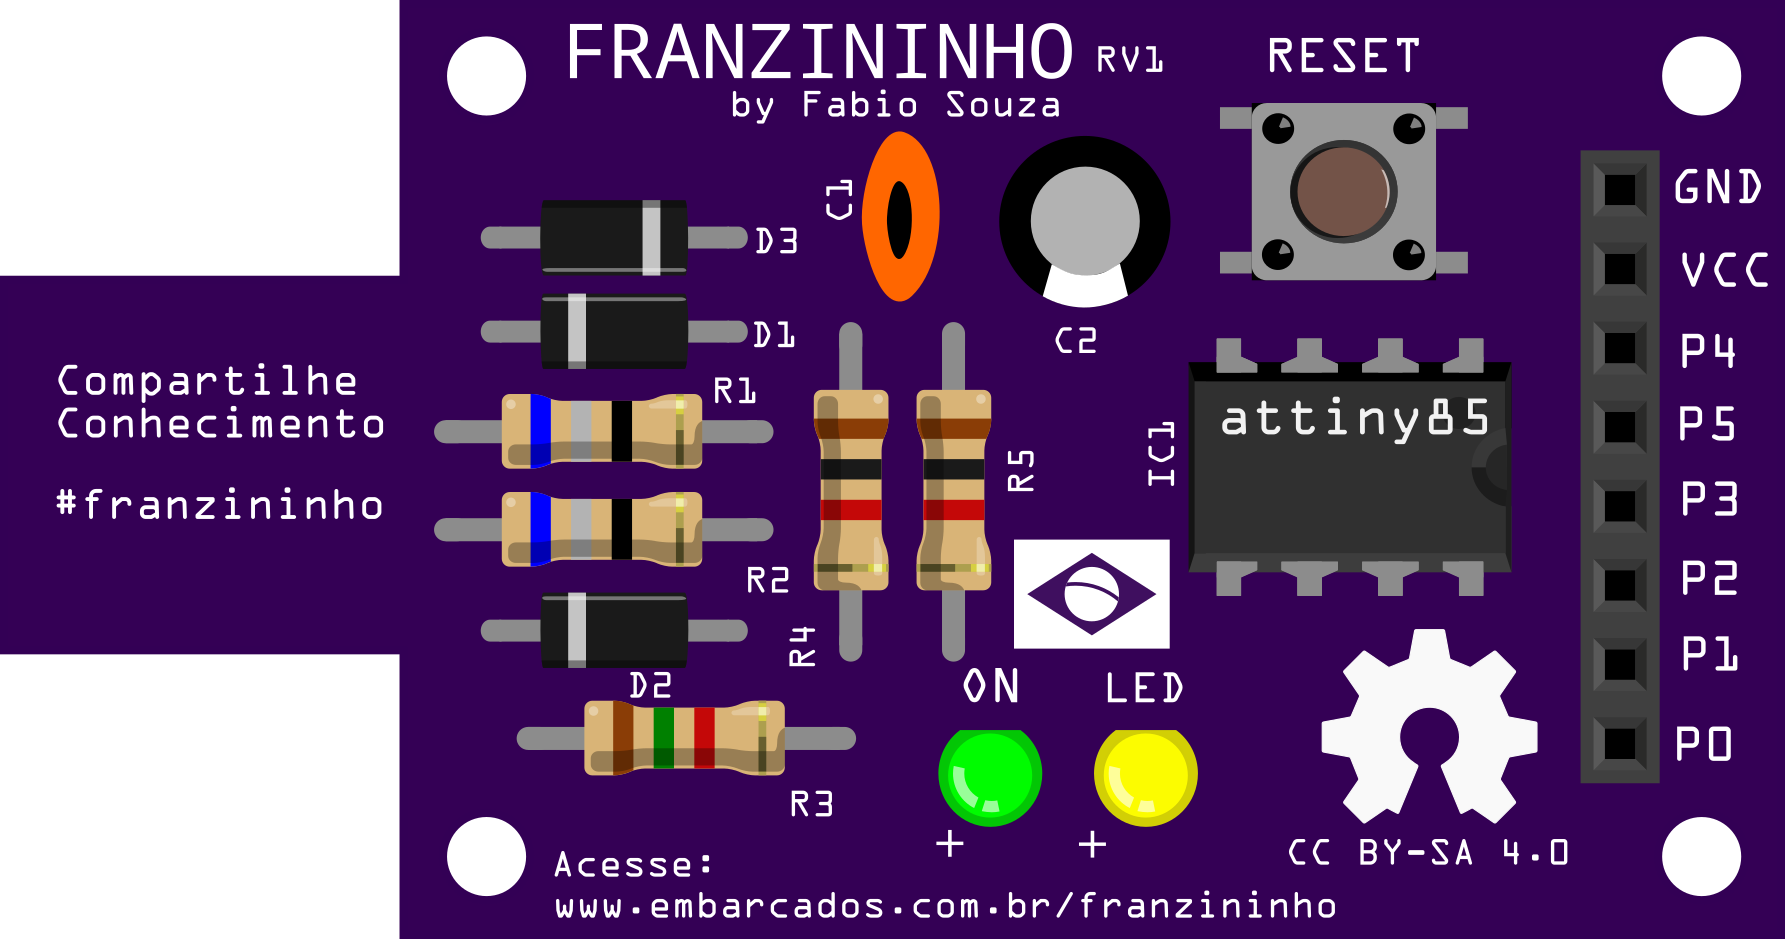 FRANZININHO RV1
by Fabio Souza
RESET
C1
C2
D3
D1
R1
R2
D2
R3
R4
R5
IC1
attiny85
GND
VCC
P4
P5
P3
P2
P1
P0
Compartilhe
Conhecimento
#franzininho
ON
LED
+
+
CC BY-SA 4.0
Acesse:
www.embarcados.com.br/franzininho